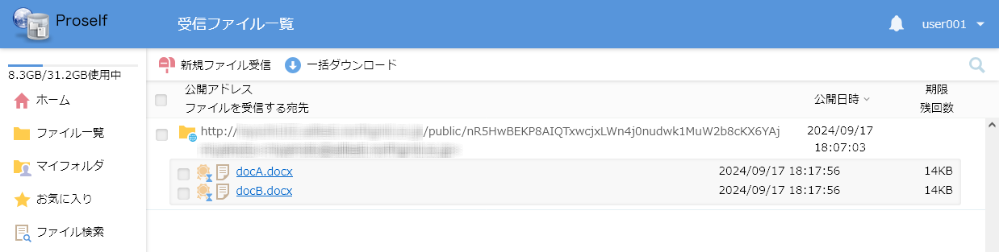 Proself
受信ファイル一覧
user001
8.3GB/31.2GB使用中
ホーム
ファイル一覧
マイフォルダ
お気に入り
ファイル検索
新規ファイル受信
一括ダウンロード
公開アドレス
ファイルを受信する宛先
公開日時
期限
残回数
http:// /public/nR5HwBEKP8AIQTxwcjxLWn4j0nudwk1MuW2b8cKX6YAj
2024/09/17
18:07:03
docA.docx 2024/09/17 18:17:56 14KB
docB.docx 2024/09/17 18:17:56 14KB